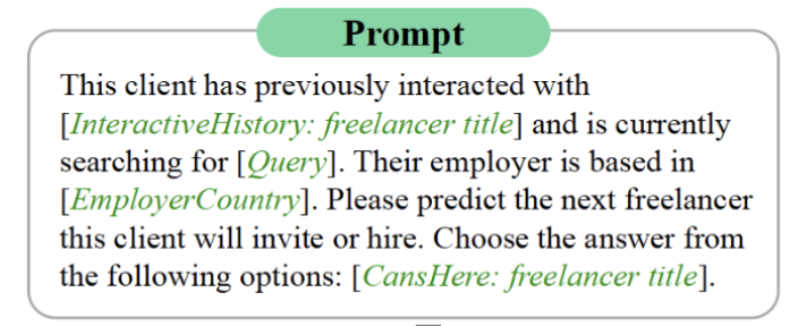 Prompt
This client has previously interacted with
[InteractiveHistory: freelancer title] and is currently
searching for [Query]. Their employer is based in
[EmployerCountry]. Please predict the next freelancer
this client will invite or hire. Choose the answer from
the following options: [CansHere: freelancer title].